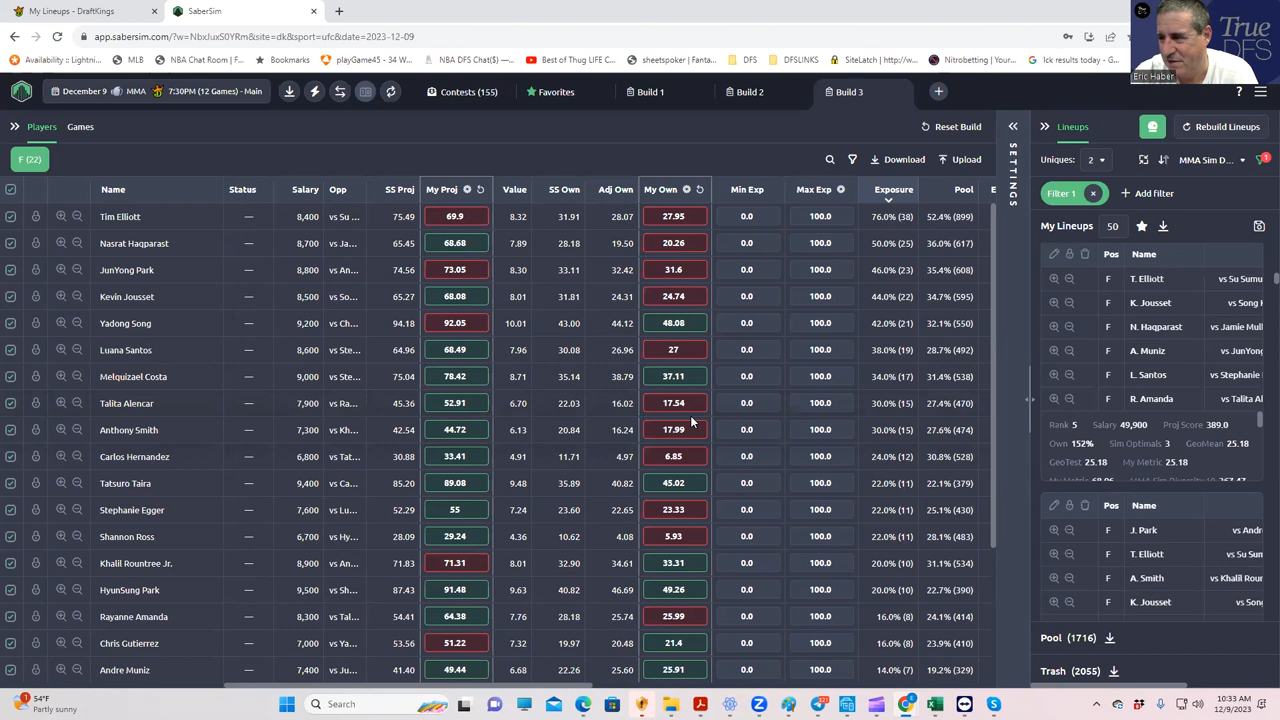 My Lineups - DraftKings
SaberSim
app.sabersim.com/?w=NbxJuxS0YRm&site=dk&sport=ufc&date=2023-12-09
True
DFS
Eric Haber
Availability :: Lightni...
MLB
NBA Chat Room(!)
Bookmarks
playGame45 - 34 W...
NBA DFS Chat($)...
Best of Thug LIFE C...
sheetspoker | Fanta...
DFS
DFSLINKS
SiteLatch | http://w...
Nitrobetting | You...
Ick results today - G...
December 9
MMA
7:30PM (12 Games) - Main
Contests (155)
Favorites
Build 1
Build 2
Build 3
Players
Games
Reset Build
SETTINGS
Lineups
Rebuild Lineups
F (22)
Download
Upload
Uniques: 2
MMA Sim D...
1
Name Status Salary Opp SS Proj My Proj Value SS Own Adj Own My Own Min Exp Max Exp Exposure Pool E
Tim Elliott — 8,400 vs Su ... 75.49 69.9 8.32 31.91 28.07 27.95 0.0 100.0 76.0% (38) 52.4% (899)
Nasrat Haqparast — 8,700 vs Ja... 65.45 68.68 7.89 28.18 19.50 20.26 0.0 100.0 50.0% (25) 36.0% (617)
JunYong Park — 8,800 vs An... 74.56 73.05 8.30 33.11 32.42 31.6 0.0 100.0 46.0% (23) 35.4% (608)
Kevin Jousset — 8,500 vs So... 65.27 68.08 8.01 31.81 24.31 24.74 0.0 100.0 44.0% (22) 34.7% (595)
Yadong Song — 9,200 vs Ch... 94.18 92.05 10.01 43.00 44.12 48.08 0.0 100.0 42.0% (21) 32.1% (550)
Luana Santos — 8,600 vs Ste... 64.96 68.49 7.96 30.08 26.96 27 0.0 100.0 38.0% (19) 28.7% (492)
Melquizael Costa — 9,000 vs Ste... 75.04 78.42 8.71 35.14 38.79 37.11 0.0 100.0 34.0% (17) 31.4% (538)
Talita Alencar — 7,900 vs Ra... 45.36 52.91 6.70 22.03 16.02 17.54 0.0 100.0 30.0% (15) 27.4% (470)
Anthony Smith — 7,300 vs Kh... 42.54 44.72 6.13 20.84 16.24 17.99 0.0 100.0 30.0% (15) 24.4% (419)
Carlos Hernandez — 6,800 vs Tat... 30.88 33.41 4.91 11.71 4.97 6.85 0.0 100.0 24.0% (12) 30.8% (528)
Tatsuro Taira — 9,400 vs Ca... 85.20 89.08 9.48 35.89 40.82 45.02 0.0 100.0 22.0% (11) 22.1% (379)
Stephanie Egger — 7,600 vs Lu... 52.29 55 7.24 23.60 22.65 23.33 0.0 100.0 22.0% (11) 25.1% (430)
Shannon Ross — 6,700 vs Hy... 28.09 29.24 4.36 10.62 4.08 5.93 0.0 100.0 22.0% (11) 28.1% (483)
Khalil Rountree Jr. — 8,900 vs An... 71.83 71.31 8.01 32.90 34.61 33.31 0.0 100.0 20.0% (10) 31.1% (534)
HyunSung Park — 9,500 vs Sh... 87.43 91.48 9.63 40.82 46.69 49.26 0.0 100.0 20.0% (10) 22.7% (390)
Rayanne Amanda — 8,300 vs Tal... 54.41 64.38 7.76 28.18 25.74 25.99 0.0 100.0 16.0% (8) 24.1% (414)
Chris Gutierrez — 7,000 vs Ya... 53.69 51.22 7.32 19.97 20.48 21.4 0.0 100.0 16.0% (8) 23.9% (410)
Andre Muniz — 7,400 vs Ju... 41.40 49.44 6.68 22.26 25.60 25.91 0.0 100.0 14.0% (7) 19.2% (329)
Filter 1
Add filter
My Lineups 50
Pos Name
F T. Elliott vs Su Sumu
F K. Jousset vs Song K
F N. Haqparast vs Jamie Mull
F A. Muniz vs JunYong
F L. Santos vs Stephanie
F R. Amanda vs Talita Al
Rank 5 Salary 49,900 Proj Score 389.0
Own 152% Sim Optimals 3 GeoMean 25.18
GeoTest 25.18 My Metric 25.18
Pos Name
F J. Park vs Andre
F T. Elliott vs Su Sum
F A. Smith vs Khalil Rou
F K. Jousset vs Song
Pool (1716)
Trash (2055)
54°F
Partly sunny
Search
10:33 AM
12/9/2023